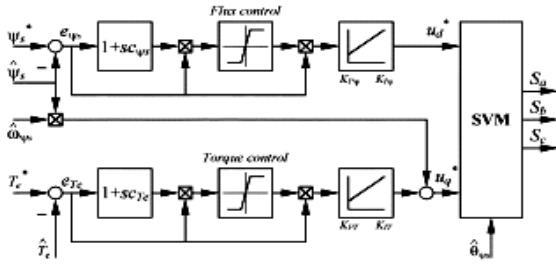 Flux control
ψs* eψs 1+scψs ud*
KPψ KIψ
ψ̂s
ω̂ψs
SVM
Sa
Sb
Sc
Torque control
Te* eTe 1+scTe uq*
KPT KIT
T̂e
θ̂ψs